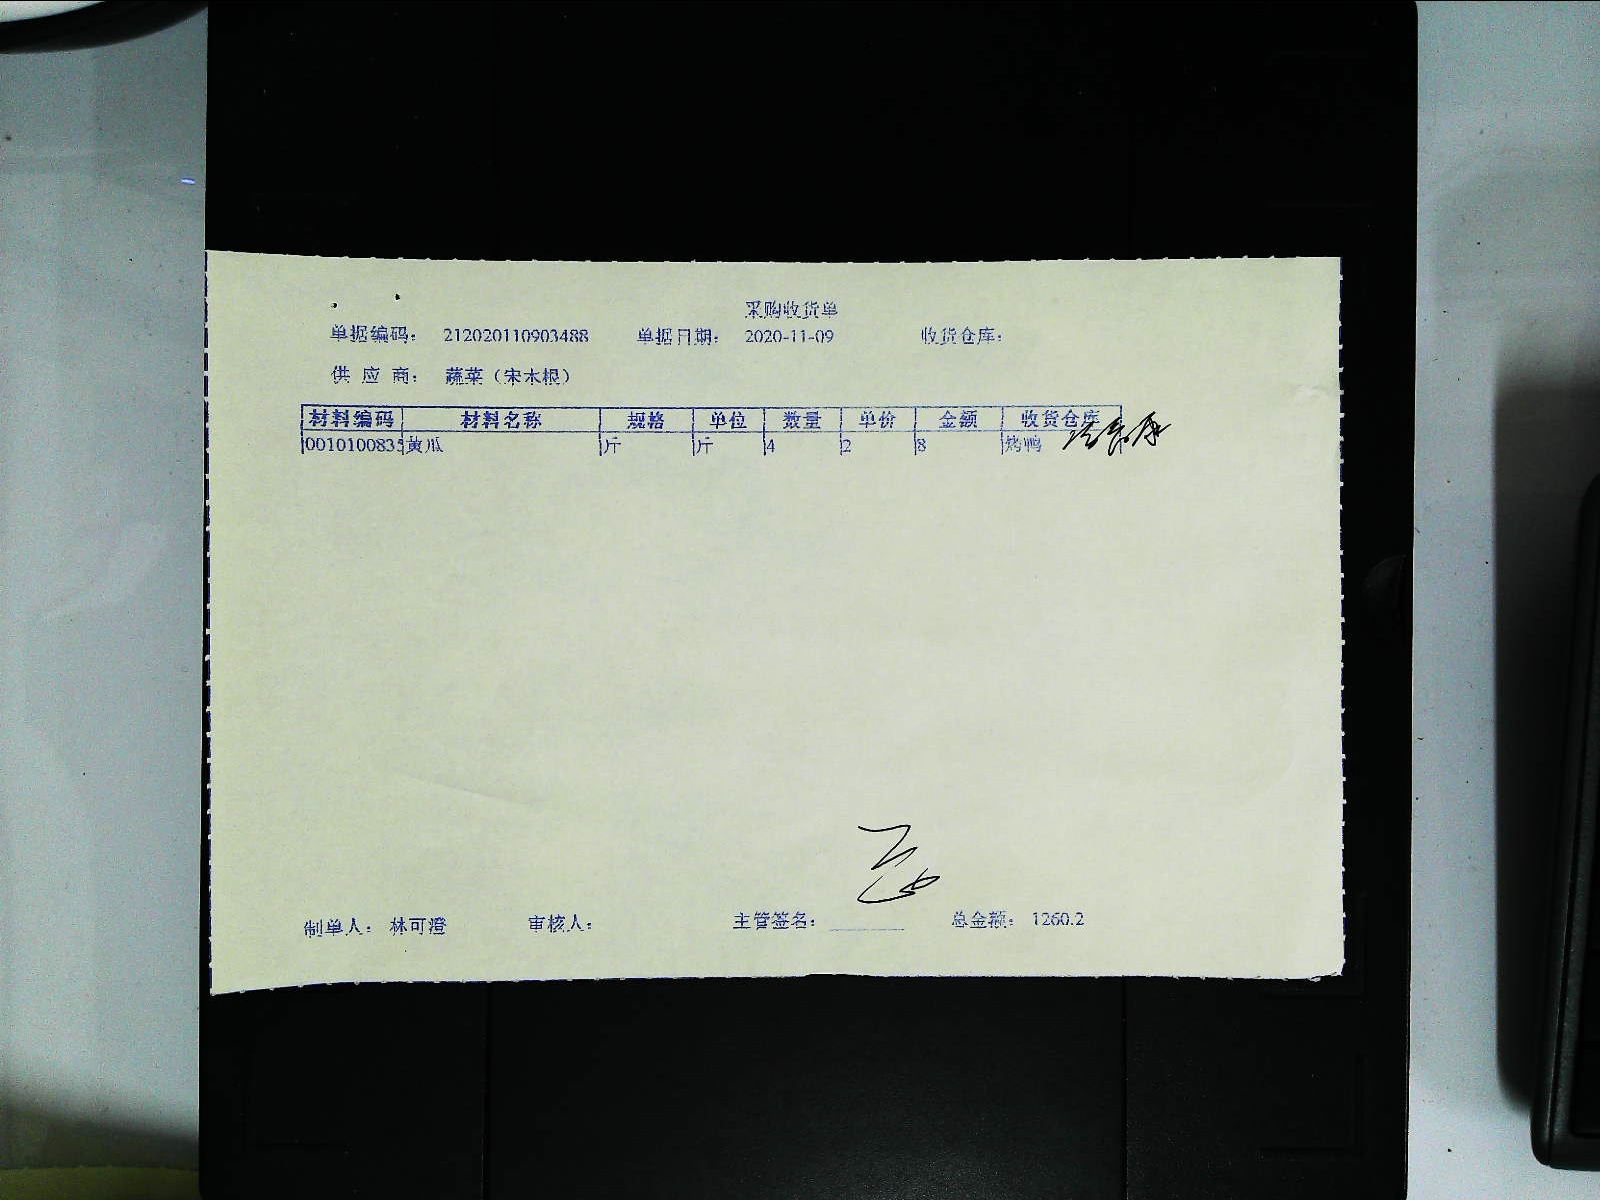 采购收货单
单据编码： 212020110903488 单据日期： 2020-11-09 收货仓库：
供 应 商： 蔬菜（宋木根）
材料编码 材料名称 规格 单位 数量 单价 金额 收货仓库
0010100835 黄瓜 斤 斤 4 2 8 烤鸭
制单人： 林可澄 审核人： 主管签名： 总金额： 1260.2